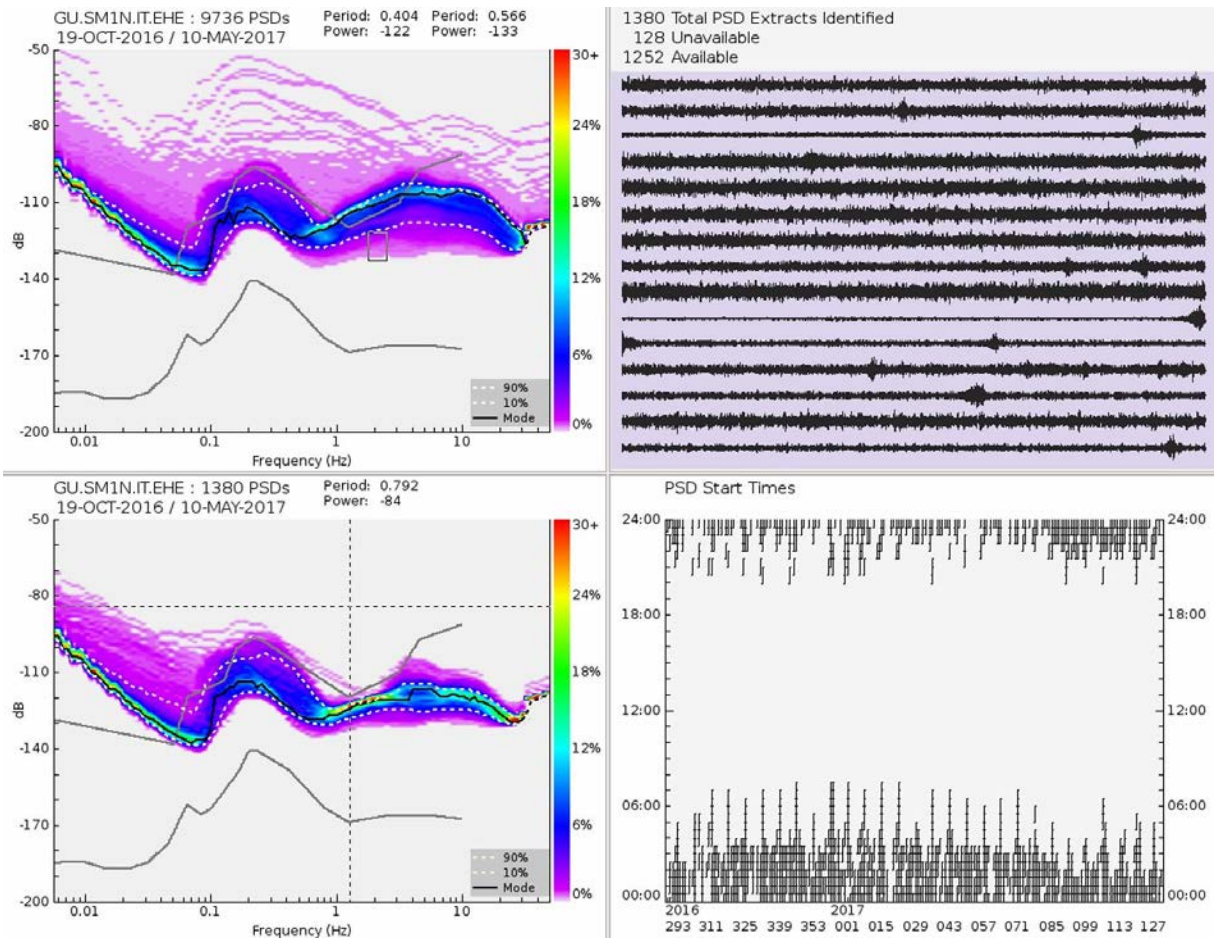 GU.SM1N.IT.EHE : 9736 PSDs
19-OCT-2016 / 10-MAY-2017
Period: 0.404 Period: 0.566
Power: -122 Power: -133
-50
-80
-110
dB
-140
-170
-200
0.01 0.1 1 10
Frequency (Hz)
90%
10%
Mode
30+
24%
18%
12%
6%
0%
1380 Total PSD Extracts Identified
128 Unavailable
1252 Available
GU.SM1N.IT.EHE : 1380 PSDs
19-OCT-2016 / 10-MAY-2017
Period: 0.792
Power: -84
-50
-80
-110
dB
-140
-170
-200
0.01 0.1 1 10
Frequency (Hz)
90%
10%
Mode
30+
24%
18%
12%
6%
0%
PSD Start Times
24:00 24:00
18:00 18:00
12:00 12:00
06:00 06:00
00:00 00:00
2016 2017
293 311 325 339 353 001 015 029 043 057 071 085 099 113 127